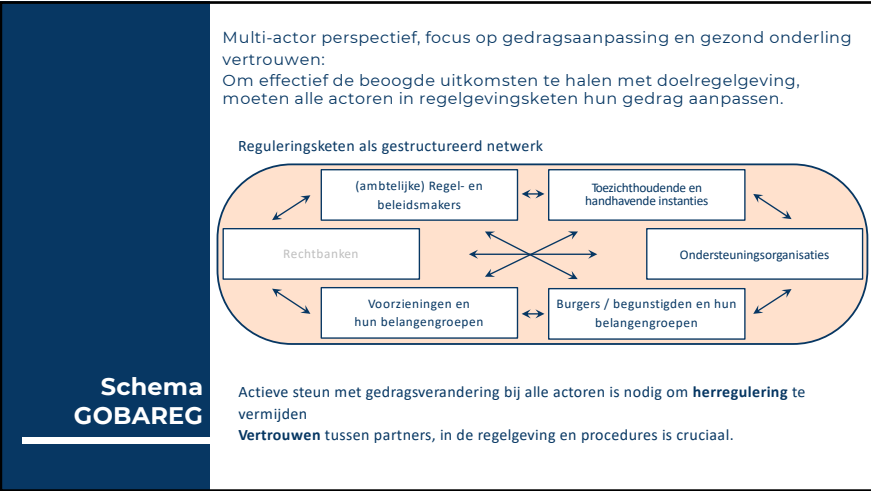 Multi-actor perspectief, focus op gedragsaanpassing en gezond onderling
vertrouwen:
Om effectief de beoogde uitkomsten te halen met doelregelgeving,
moeten alle actoren in regelgevingsketen hun gedrag aanpassen.
Reguleringsketen als gestructureerd netwerk
(ambtelijke) Regel- en
beleidsmakers
Toezichthoudende en
handhavende instanties
Rechtbanken
Ondersteuningsorganisaties
Voorzieningen en
hun belangengroepen
Burgers / begunstigden en hun
belangengroepen
Schema
GOBAREG
Actieve steun met gedragsverandering bij alle actoren is nodig om herregulering te
vermijden
Vertrouwen tussen partners, in de regelgeving en procedures is cruciaal.